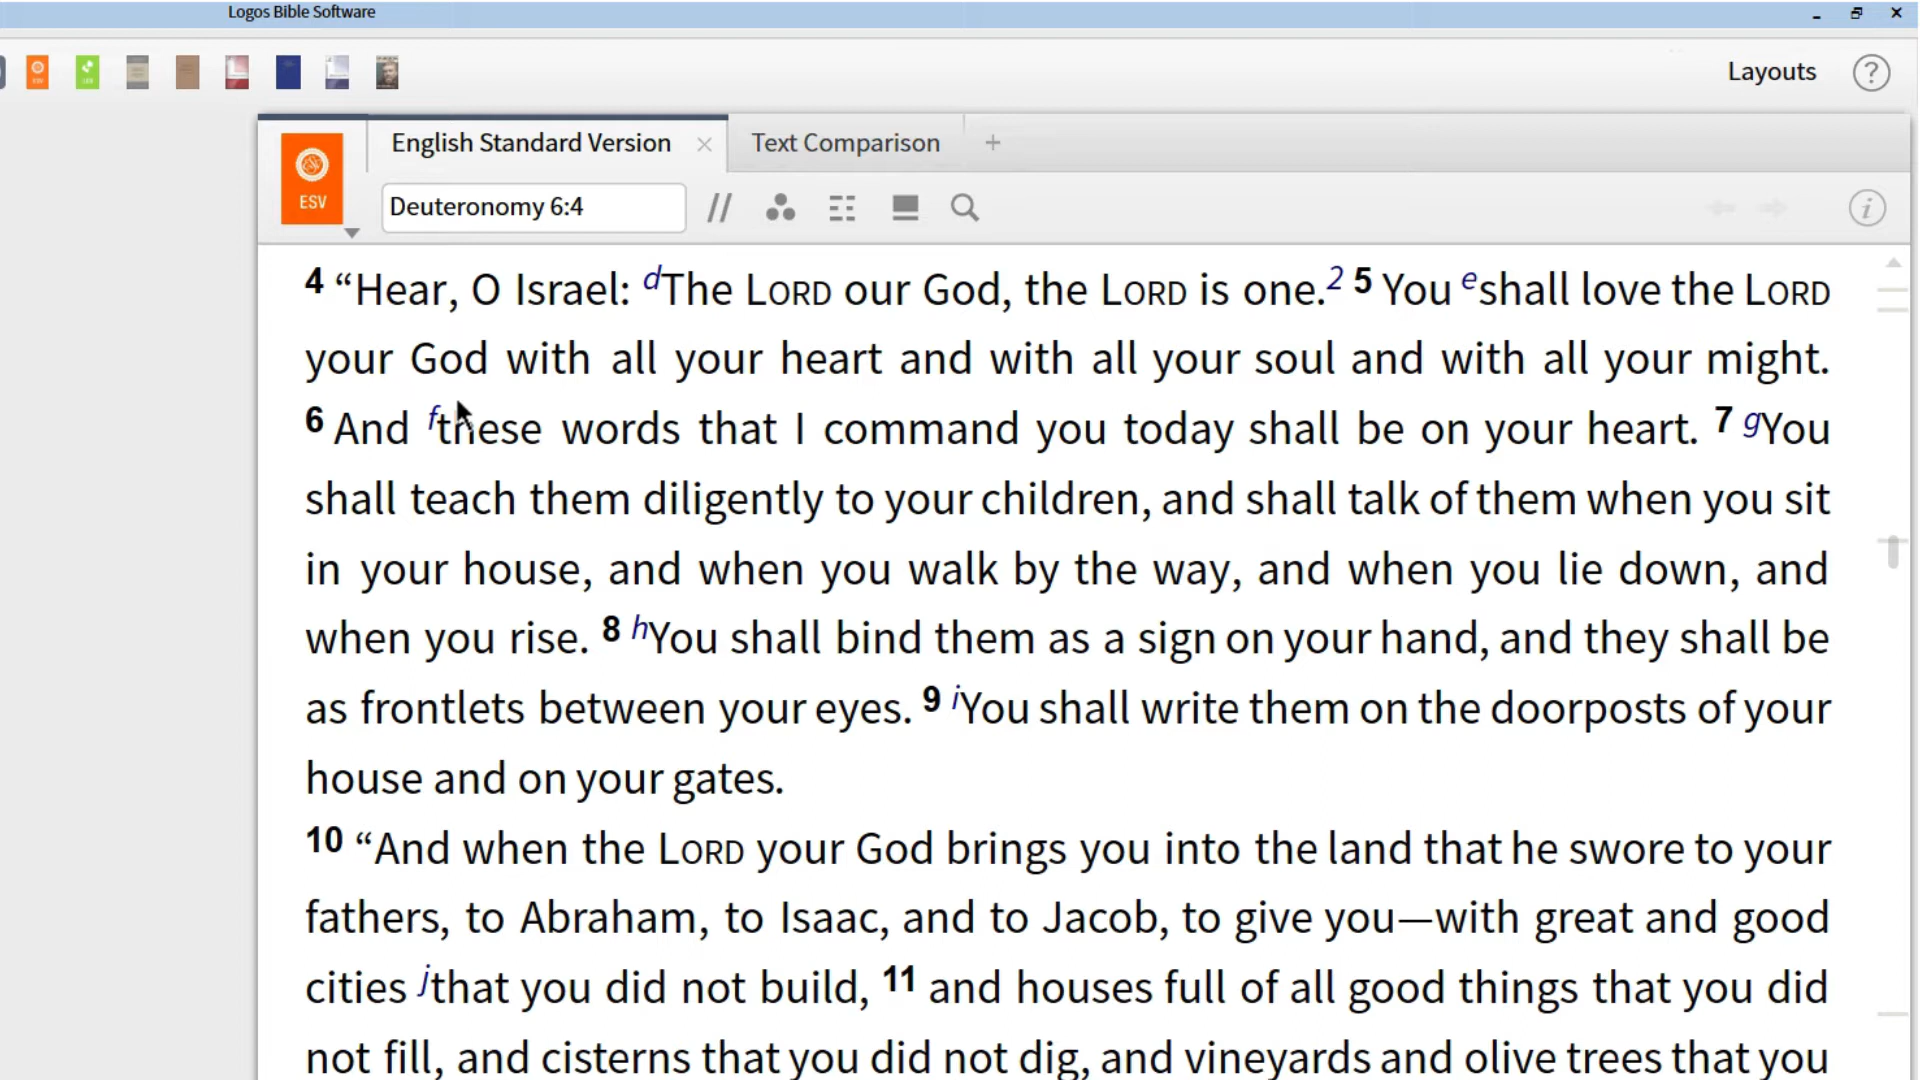 Logos Bible Software
Layouts
English Standard Version
Text Comparison
ESV
Deuteronomy 6:4
4 “Hear, O Israel: dThe LORD our God, the LORD is one.2 5 You eshall love the LORD
your God with all your heart and with all your soul and with all your might.
6 And fthese words that I command you today shall be on your heart. 7 gYou
shall teach them diligently to your children, and shall talk of them when you sit
in your house, and when you walk by the way, and when you lie down, and
when you rise. 8 hYou shall bind them as a sign on your hand, and they shall be
as frontlets between your eyes. 9 iYou shall write them on the doorposts of your
house and on your gates.
10 “And when the LORD your God brings you into the land that he swore to your
fathers, to Abraham, to Isaac, and to Jacob, to give you—with great and good
cities jthat you did not build, 11 and houses full of all good things that you did
not fill, and cisterns that you did not dig, and vineyards and olive trees that you